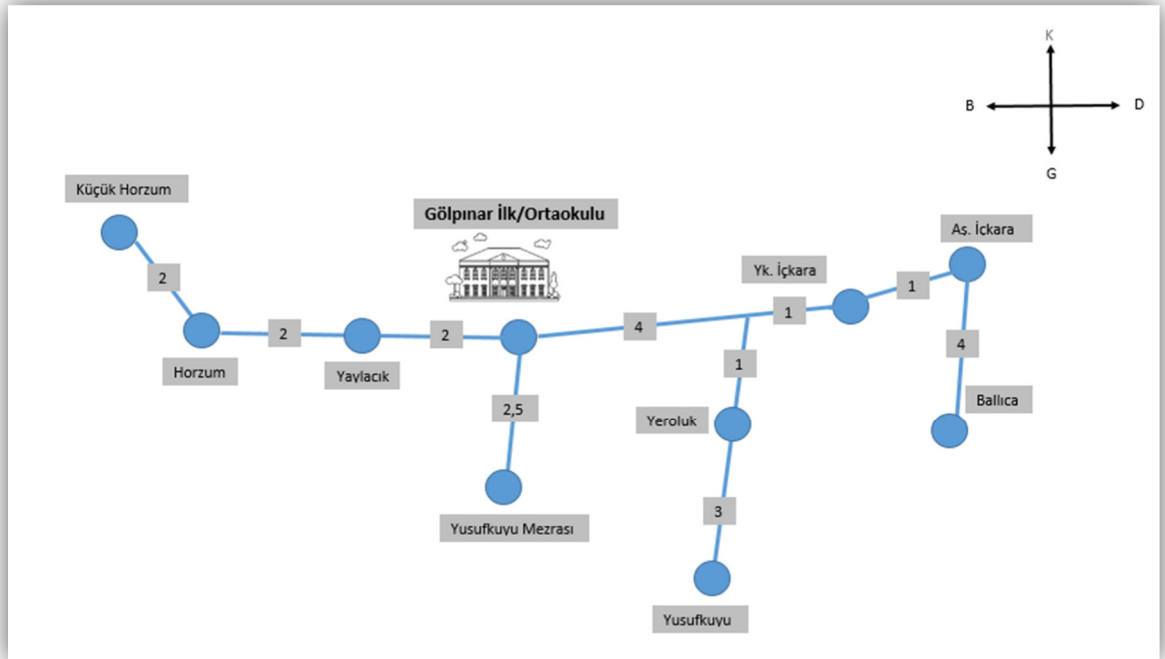 K
B
D
G
Küçük Horzum
Gölpınar İlk/Ortaokulu
Aş. İçkara
Yk. İçkara
2
1
1
2
2
4
4
1
Horzum
Yaylacık
2,5
Yeroluk
Ballıca
3
Yusufkuyu Mezrası
Yusufkuyu